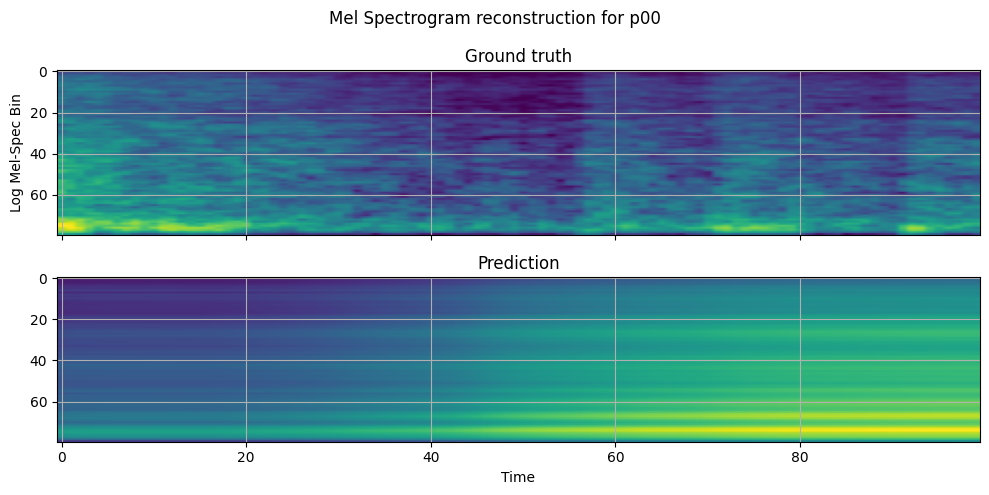 Mel Spectrogram reconstruction for p00
Ground truth
Log Mel-Spec Bin
0
20
40
60
Prediction
0
20
40
60
0 20 40 60 80
Time